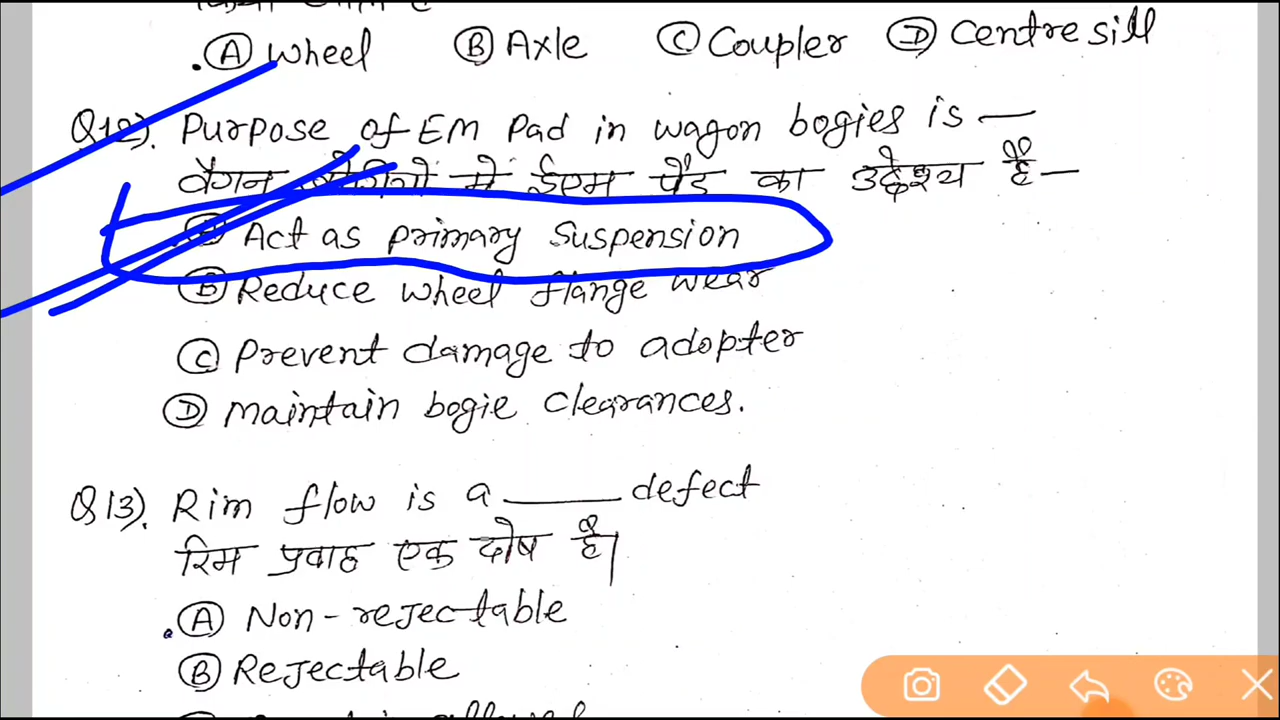 Ⓐ Wheel Ⓑ Axle Ⓒ Coupler Ⓓ Centre sill
Q12). Purpose of EM Pad in wagon bogies is —
वैगन में ईएम पैड का उद्देश्य है —
Ⓐ Act as primary suspension
Ⓑ Reduce wheel flange wear
Ⓒ Prevent damage to adopter
Ⓓ maintain bogie clearances.
Q13). Rim flow is a ______ defect
रिम प्रवाह एक दोष है।
Ⓐ Non-rejectable
Ⓑ Rejectable